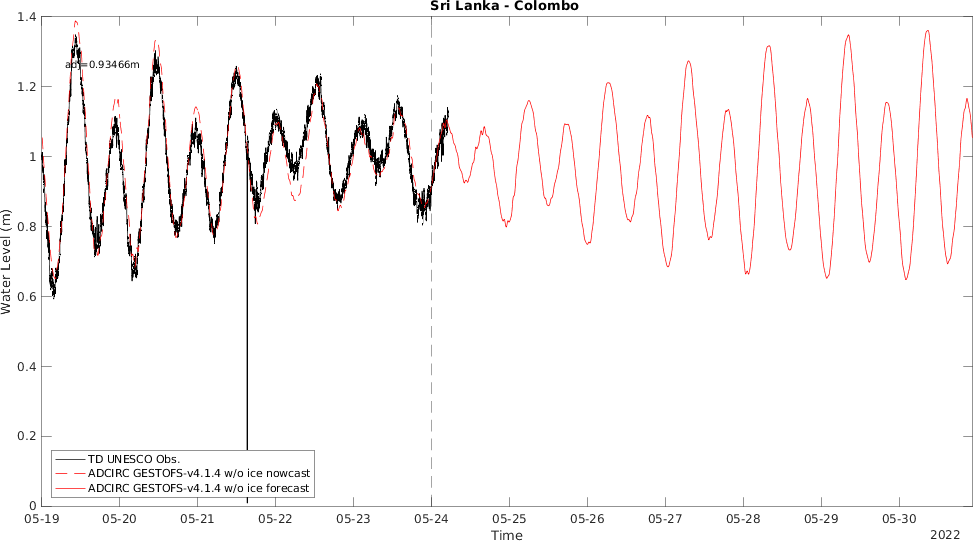 Sri Lanka - Colombo
1.4
1.2
1
0.8
0.6
0.4
0.2
0
Water Level (m)
adj=0.93466m
TD UNESCO Obs.
ADCIRC GESTOFS-v4.1.4 w/o ice nowcast
ADCIRC GESTOFS-v4.1.4 w/o ice forecast
05-19 05-20 05-21 05-22 05-23 05-24 05-25 05-26 05-27 05-28 05-29 05-30
Time
2022